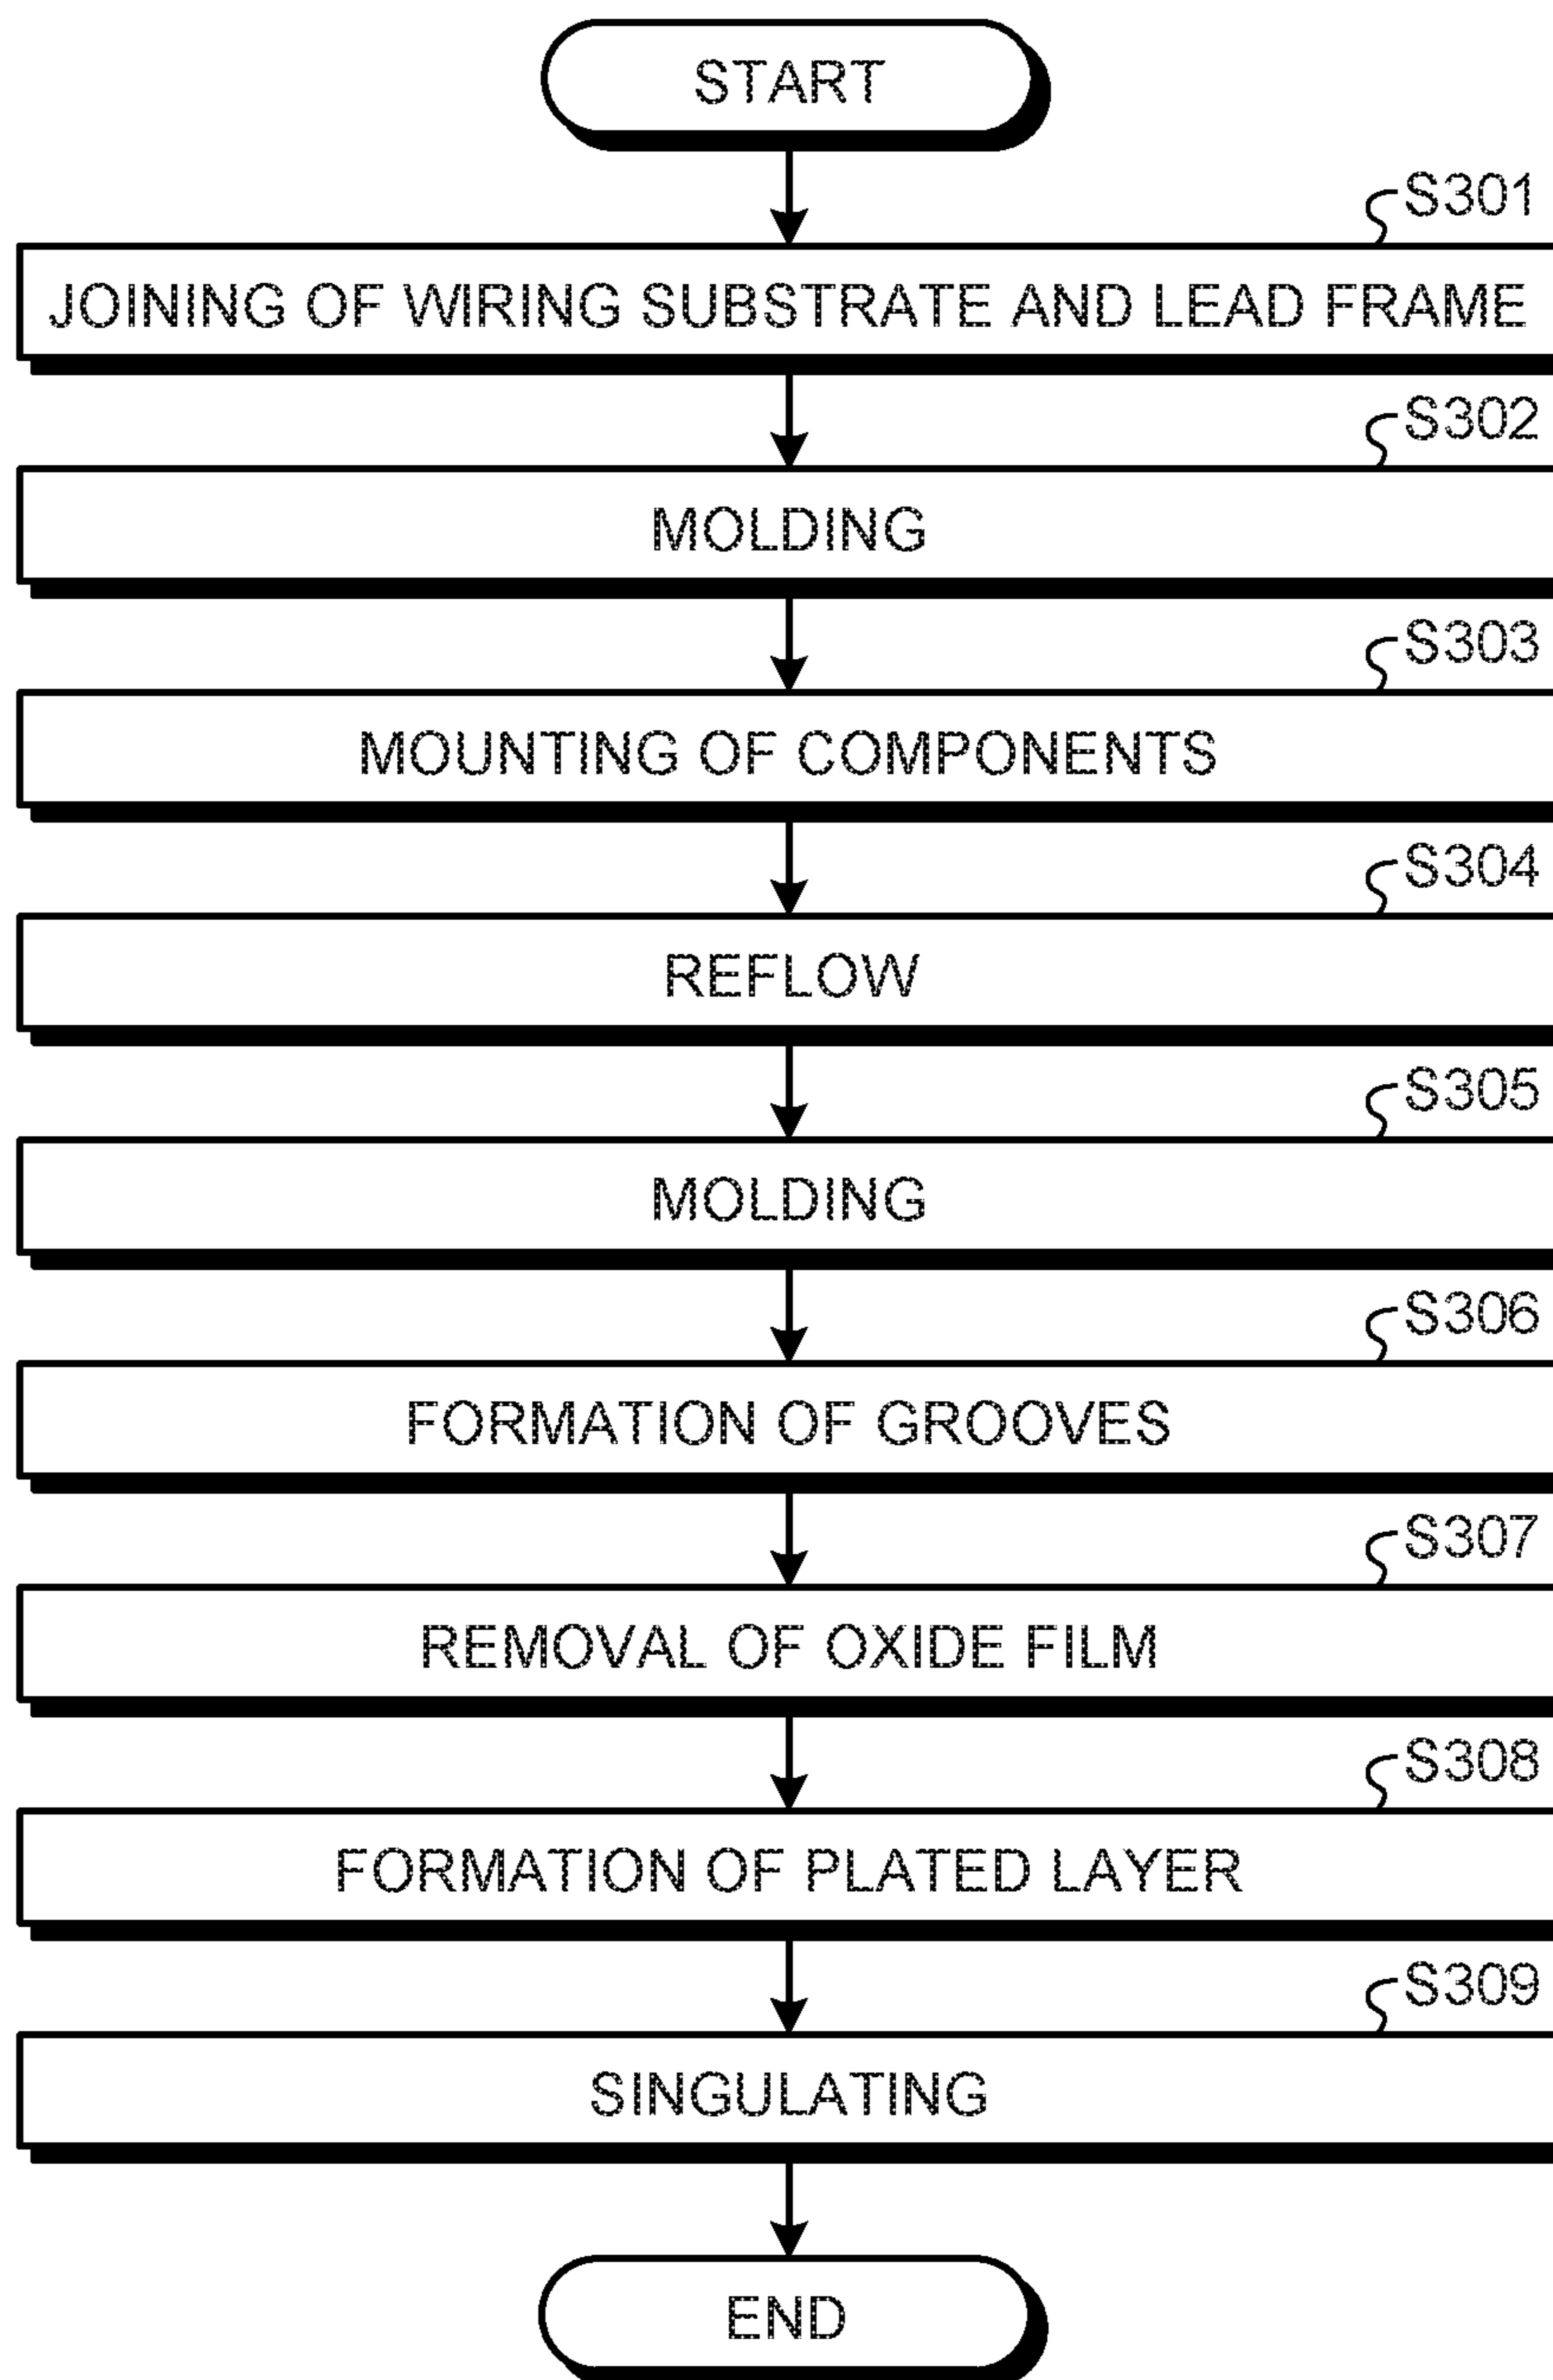 START
S301
JOINING OF WIRING SUBSTRATE AND LEAD FRAME
S302
MOLDING
S303
MOUNTING OF COMPONENTS
S304
REFLOW
S305
MOLDING
S306
FORMATION OF GROOVES
S307
REMOVAL OF OXIDE FILM
S308
FORMATION OF PLATED LAYER
S309
SINGULATING
END